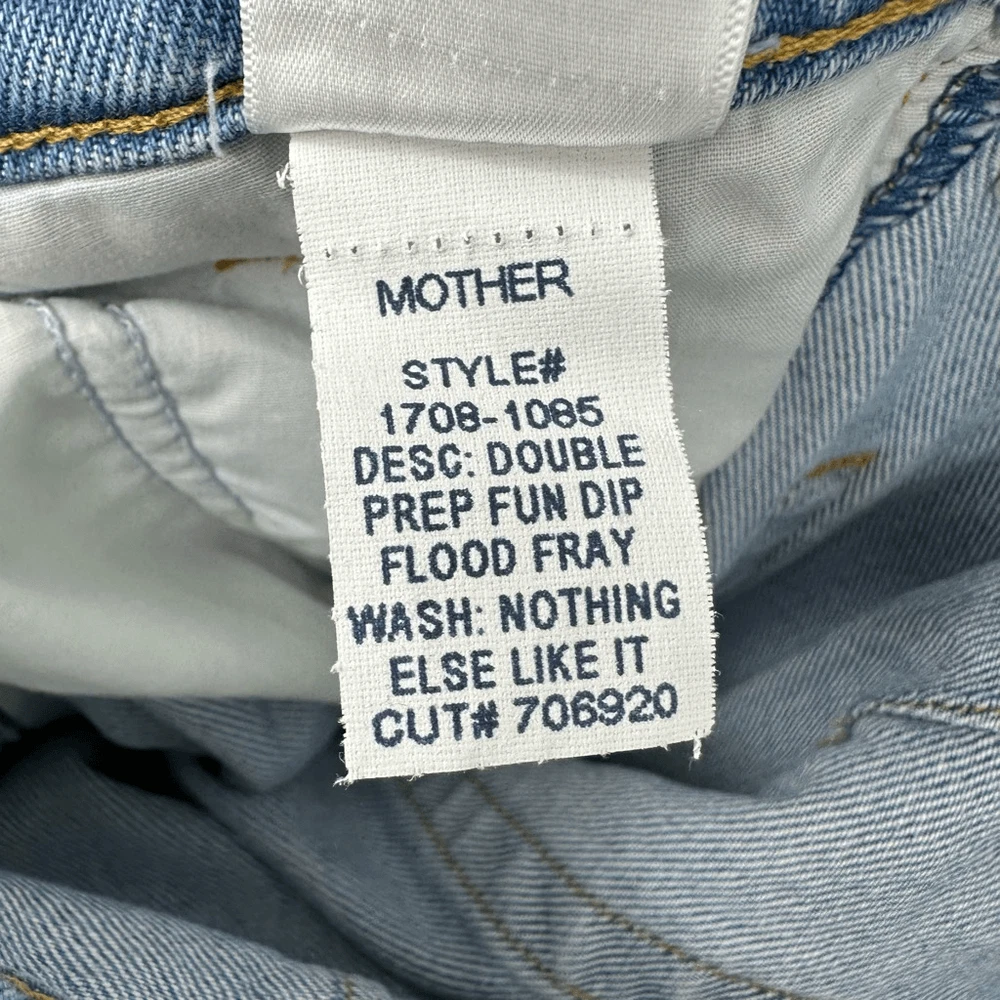 MOTHER
STYLE#
1708-1085
DESC: DOUBLE
PREP FUN DIP
FLOOD FRAY
WASH: NOTHING
ELSE LIKE IT
CUT# 706920